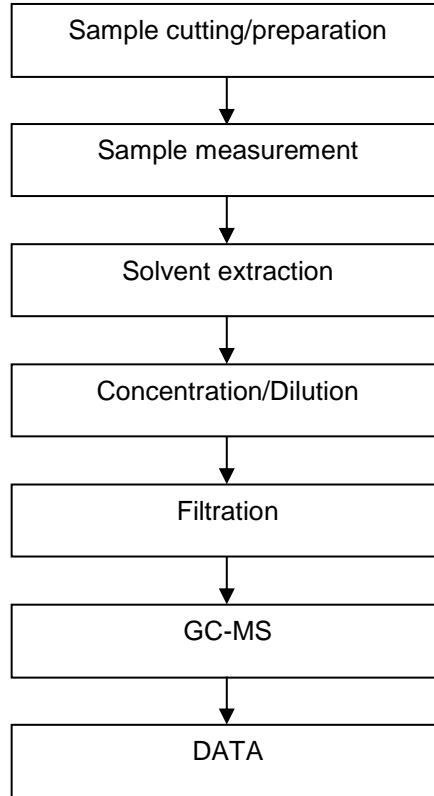 Sample cutting/preparation
Sample measurement
Solvent extraction
Concentration/Dilution
Filtration
GC-MS
DATA